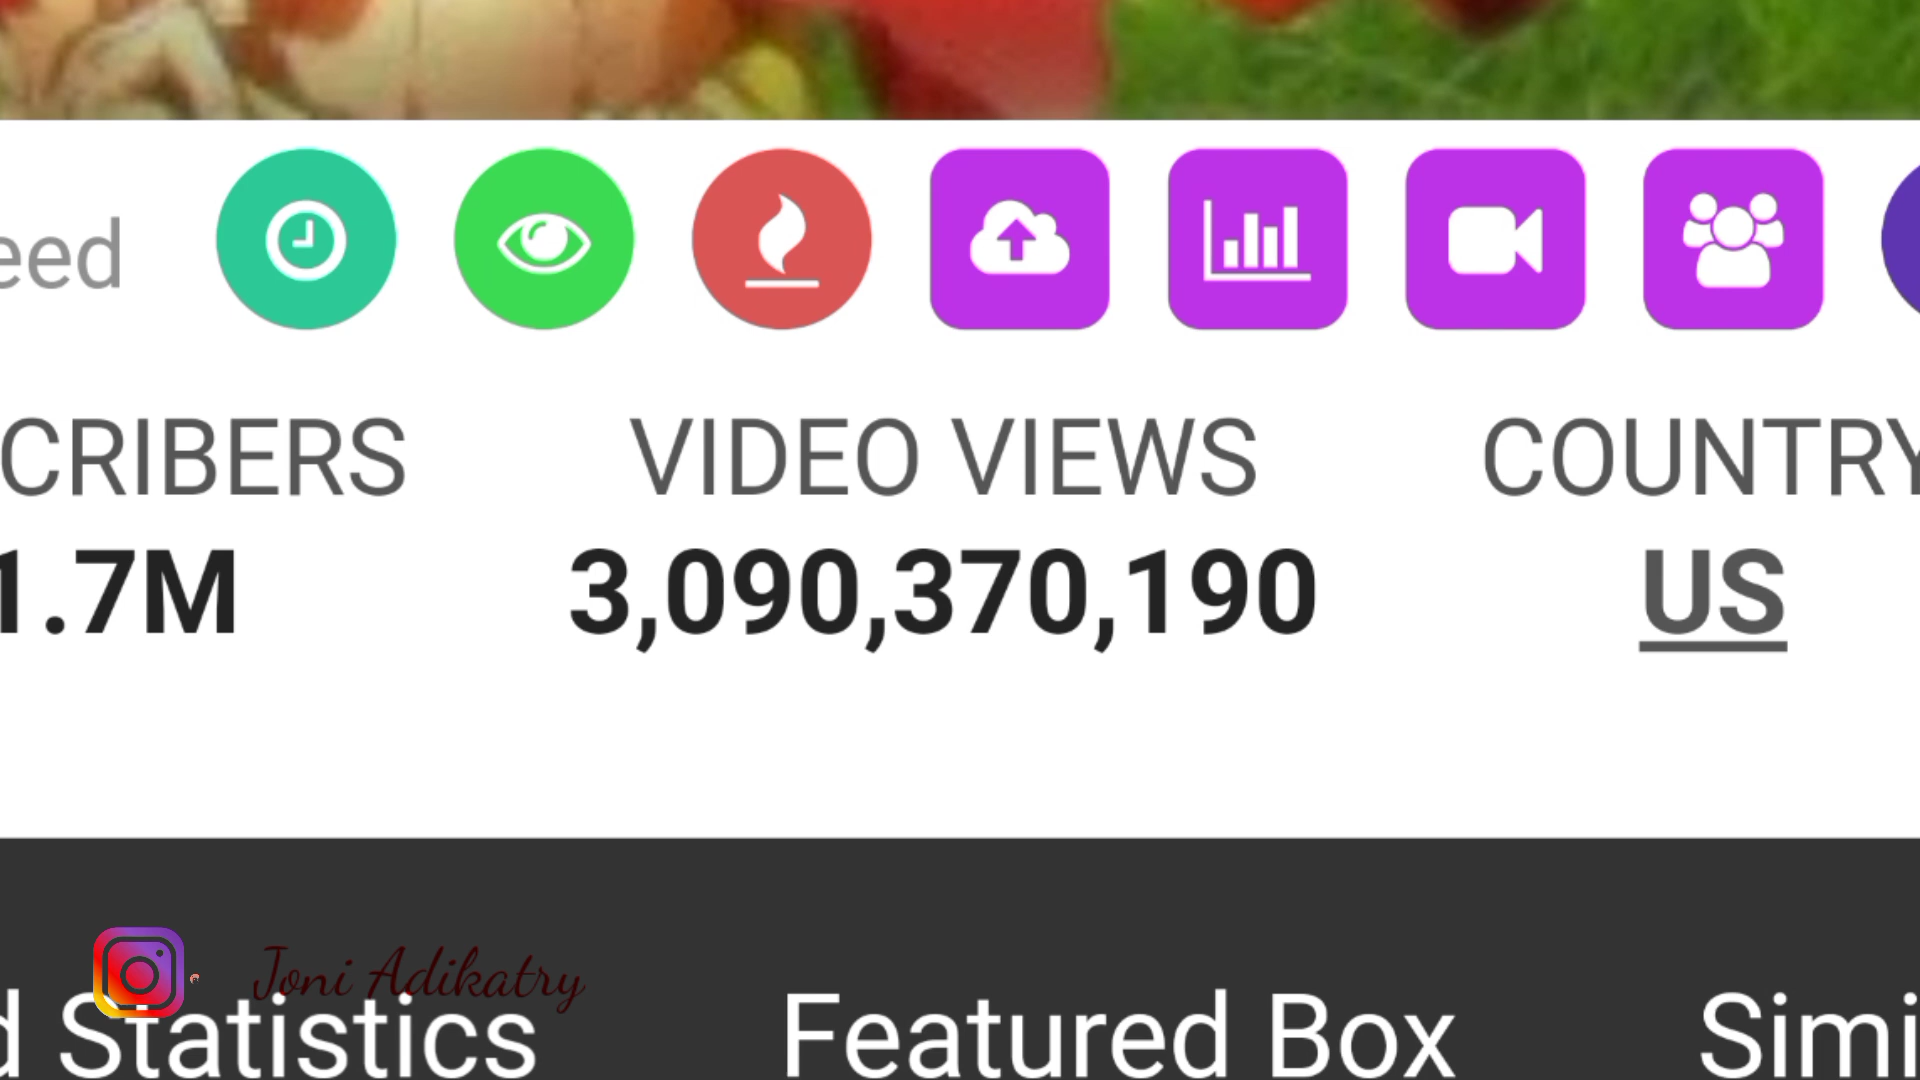 eed
CRIBERS VIDEO VIEWS COUNTRY
1.7M 3,090,370,190 US
Joni Adikatry
d Statistics Featured Box Simi